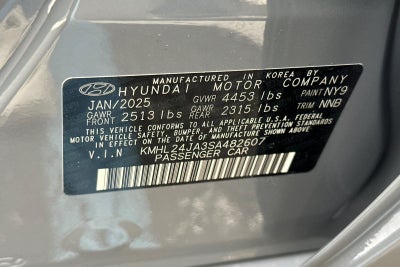 MANUFACTURED IN KOREA BY
HYUNDAI MOTOR COMPANY
JAN/2025 GVWR 4453 lbs PAINT NY9
GAWR FRONT 2513 lbs GAWR REAR 2315 lbs TRIM NNB
THIS VEHICLE CONFORMS TO ALL APPLICABLE U.S.A. FEDERAL
MOTOR VEHICLE SAFETY, BUMPER, AND THEFT PREVENTION STANDARDS
IN EFFECT ON THE DATE OF MANUFACTURE SHOWN ABOVE.
V.I.N KMHL24JA3SA482607
PASSENGER CAR